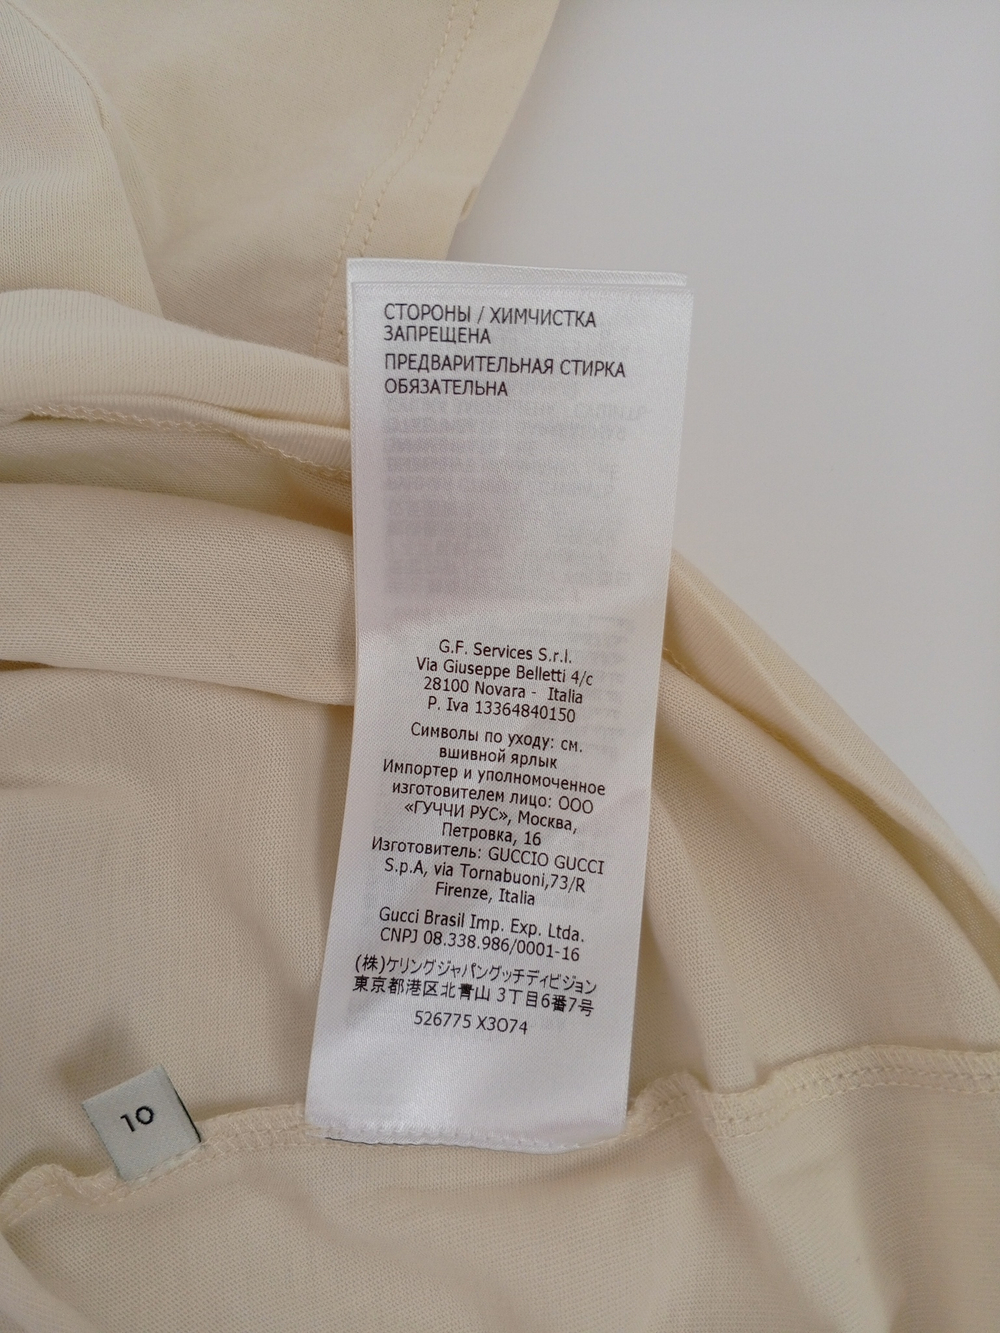 СТОРОНЫ / ХИМЧИСТКА
ЗАПРЕЩЕНА
ПРЕДВАРИТЕЛЬНАЯ СТИРКА
ОБЯЗАТЕЛЬНА
G.F. Services S.r.l.
Via Giuseppe Belletti 4/c
28100 Novara - Italia
P. Iva 13364840150
Символы по уходу: см.
вшивной ярлык
Импортер и уполномоченное
изготовителем лицо: ООО
«ГУЧЧИ РУС», Москва,
Петровка, 16
Изготовитель: GUCCIO GUCCI
S.p.A, via Tornabuoni,73/R
Firenze, Italia
Gucci Brasil Imp. Exp. Ltda.
CNPJ 08.338.986/0001-16
(株)ケリングジャパングッチディビジョン
東京都港区北青山 3丁目6番7号
526775 X3O74
10